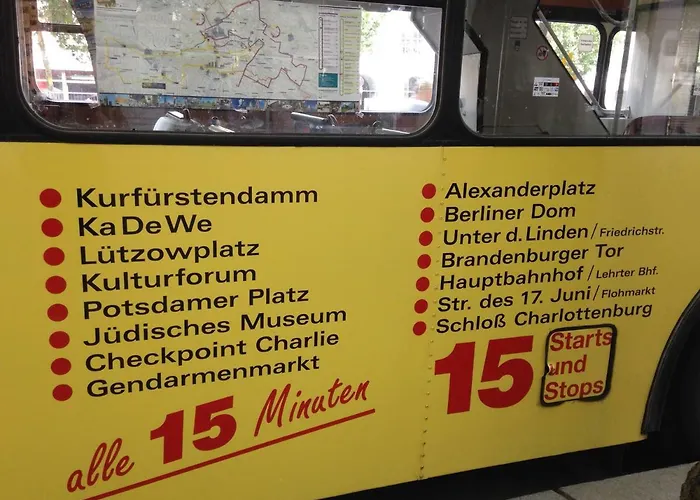 Kurfürstendamm
KaDeWe
Lützowplatz
Kulturforum
Potsdamer Platz
Jüdisches Museum
Checkpoint Charlie
Gendarmenmarkt
alle 15 Minuten
Alexanderplatz
Berliner Dom
Unter d. Linden / Friedrichstr.
Brandenburger Tor
Hauptbahnhof / Lehrter Bhf.
Str. des 17. Juni / Flohmarkt
Schloß Charlottenburg
15 Starts
und
Stops